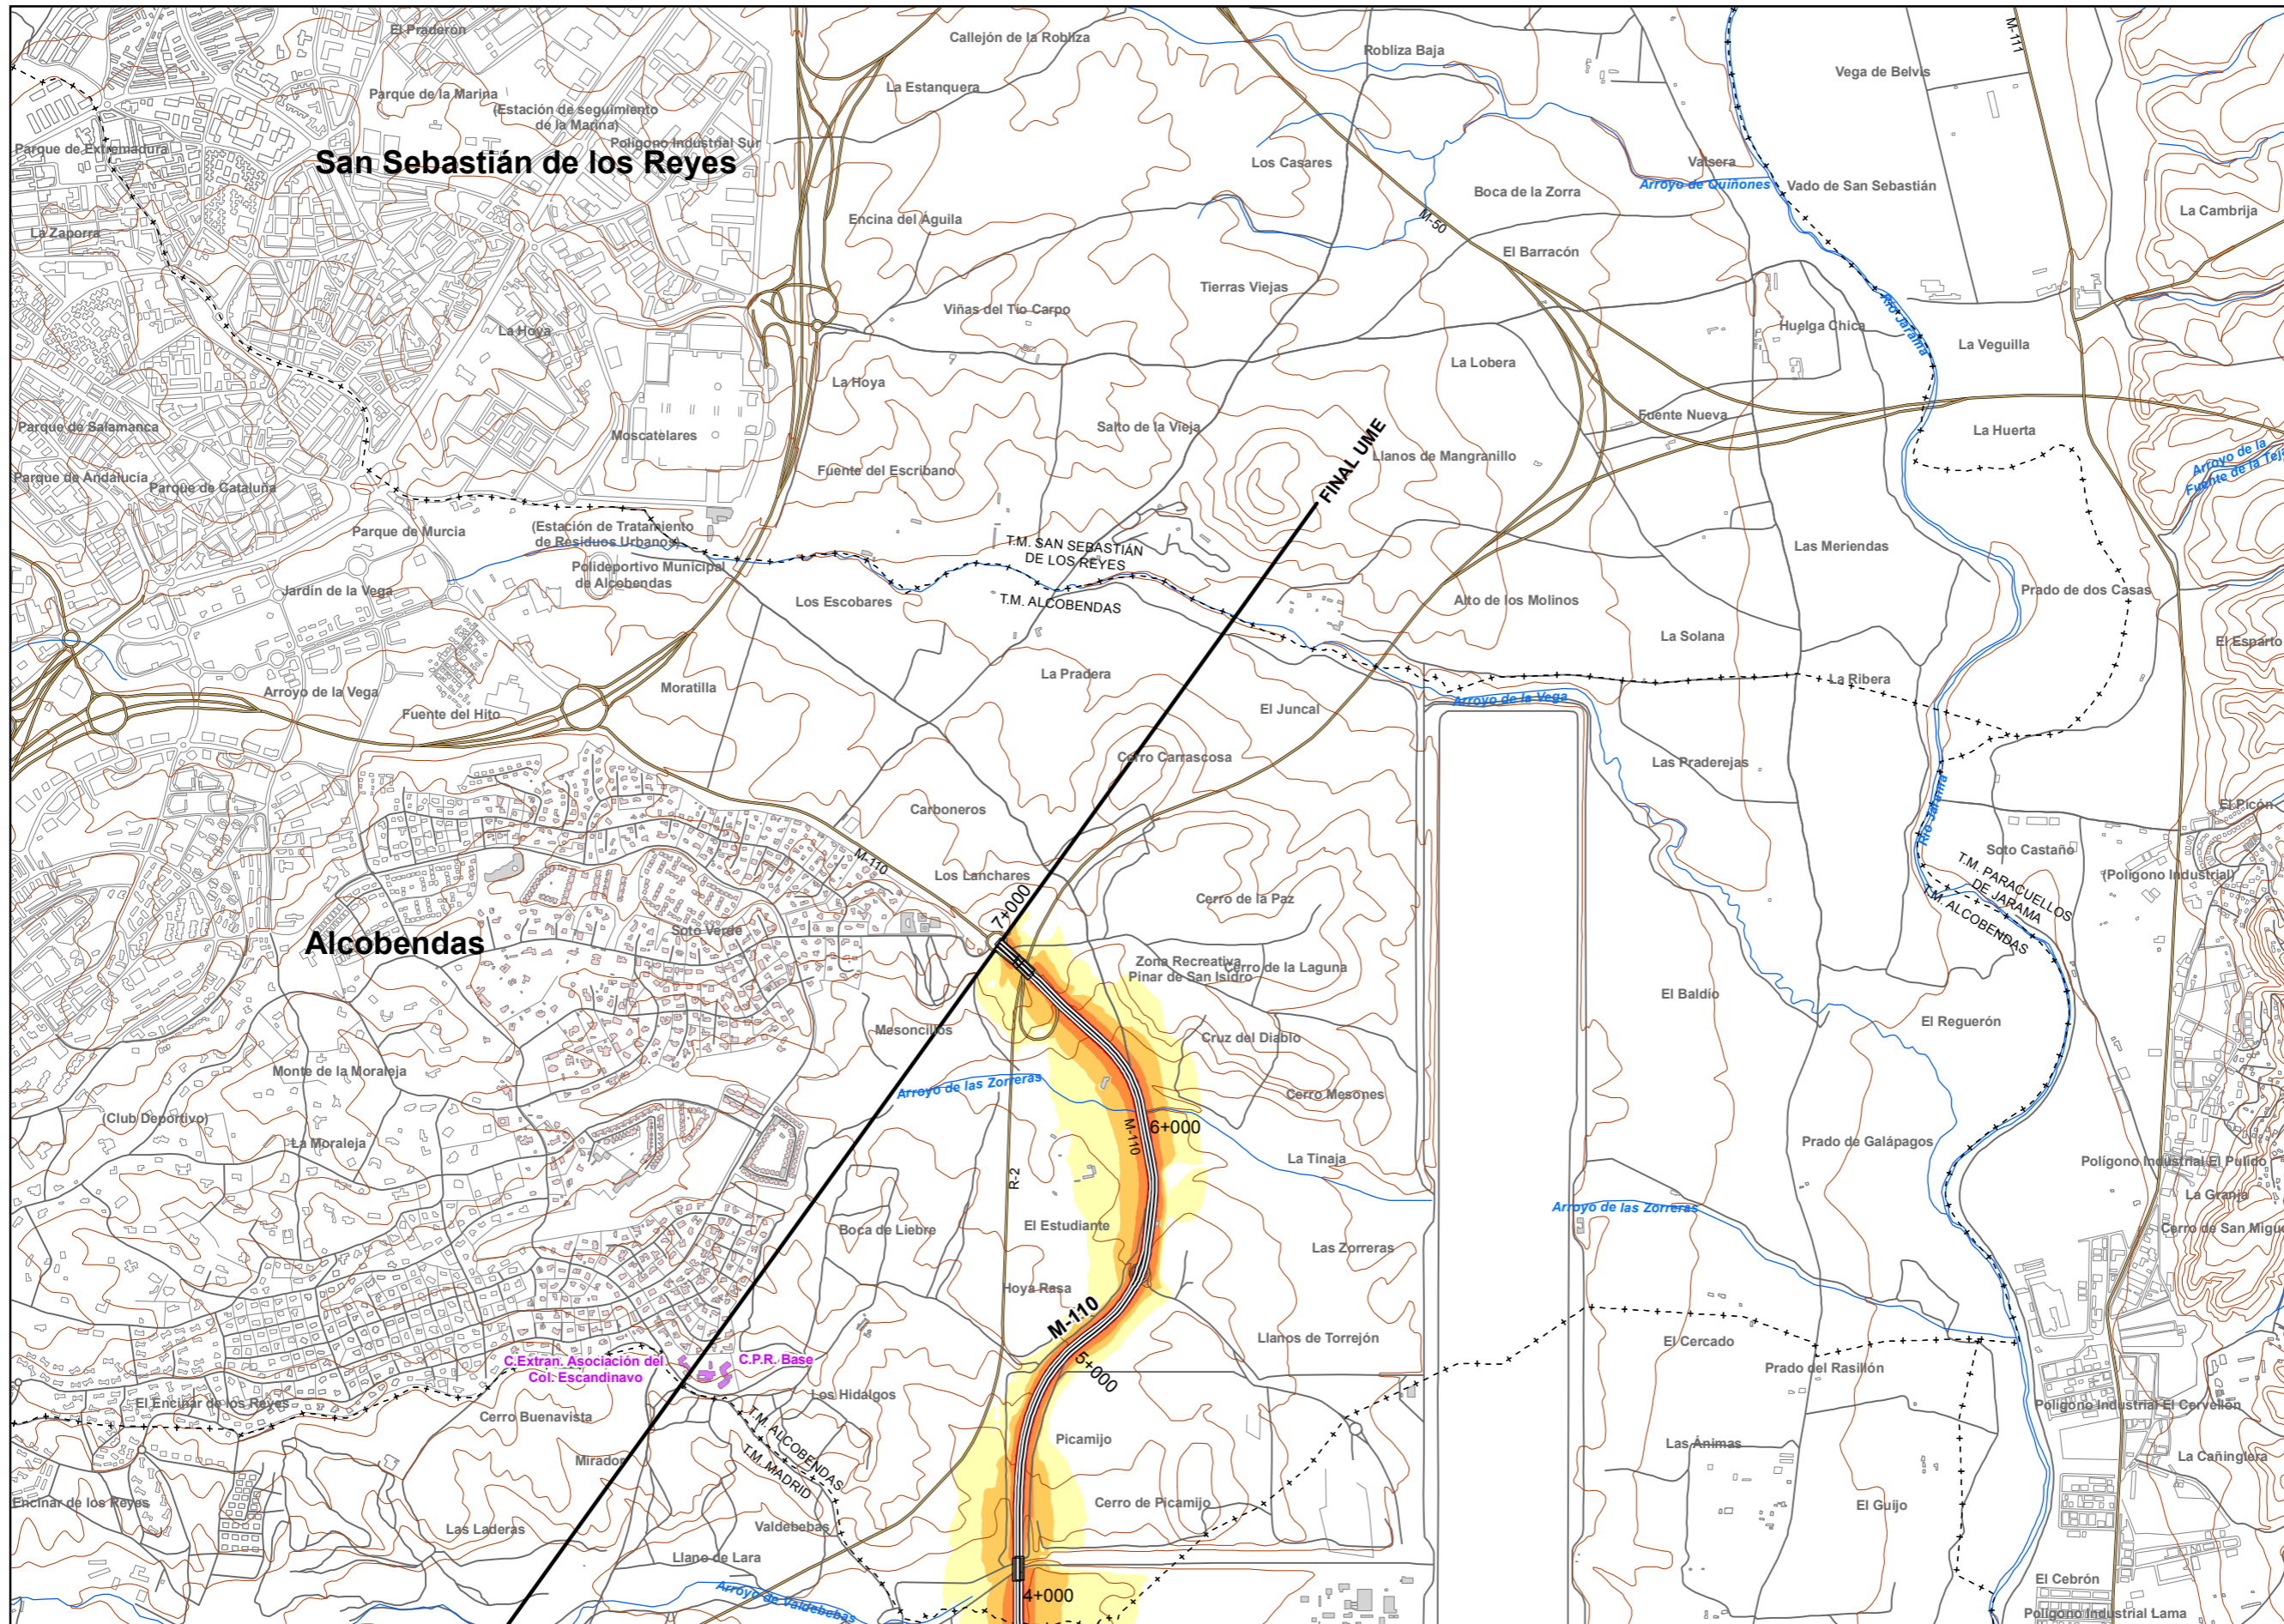 El Praderón
Callejón de la Robliza
Robliza Baja
M-111
Vega de Belvis
La Estanquera
Parque de la Marina
(Estación de seguimiento
de la Marina)
Polígono Industrial Sur
Parque de Extremadura
San Sebastián de los Reyes
Los Casares
Valsera
Boca de la Zorra
Arroyo de Quiñones
Vado de San Sebastián
La Cambrija
Encina del Águila
M-50
La Zaporra
El Barracón
Tierras Viejas
Viñas del Tío Carpo
La Hoya
Huelga Chica
Río Jarama
La Veguilla
La Lobera
La Hoya
Fuente Nueva
Parque de Salamanca
Moscatelares
Salto de la Vieja
La Huerta
FINAL UME
Llanos de Mangranillo
Arroyo de la
Fuente de la Teja
Parque de Andalucía
Parque de Cataluña
Fuente del Escribano
Parque de Murcia
(Estación de Tratamiento
de Residuos Urbanos)
T.M. SAN SEBASTIÁN
DE LOS REYES
Las Meriendas
Polideportivo Municipal
de Alcobendas
Jardín de la Vega
Los Escobares
T.M. ALCOBENDAS
Alto de los Molinos
Prado de dos Casas
La Solana
El Esparto
La Pradera
Arroyo de la Vega
Moratilla
La Ribera
Arroyo de la Vega
Fuente del Hito
El Juncal
Cerro Carrascosa
Las Praderejas
Río Jarama
El Picón
Carboneros
Soto Castaño
M-110
Los Lanchares
T.M. PARACUELLOS
DE JARAMA
T.M. ALCOBENDAS
(Polígono Industrial)
Cerro de la Paz
7+000
Soto Verde
Alcobendas
Zona Recreativa
Pinar de San Isidro
Cerro de la Laguna
El Baldío
El Reguerón
Mesoncillos
Cruz del Diablo
Monte de la Moraleja
Arroyo de las Zorreras
Cerro Mesones
(Club Deportivo)
La Moraleja
M-110
6+000
Prado de Galápagos
La Tinaja
Polígono Industrial El Pulido
R-2
La Granja
Arroyo de las Zorreras
Boca de Liebre
El Estudiante
Cerro de San Migue
Las Zorreras
Hoya Rasa
M-110
Llanos de Torrejón
El Cercado
C.Extran. Asociación del
Col. Escandinavo
C.P.R. Base
5+000
Prado del Rasillón
Los Hidalgos
El Encinar de los Reyes
Cerro Buenavista
Polígono Industrial El Cervellón
T.M. ALCOBENDAS
T.M. MADRID
Picamijo
Las Ánimas
Mirador
La Cañinglera
Encinar de los Reyes
Cerro de Picamijo
El Guijo
Las Laderas
Valdebebas
Llano de Lara
Arroyo de Valdebebas
4+000
El Cebrón
Polígono Industrial Lama